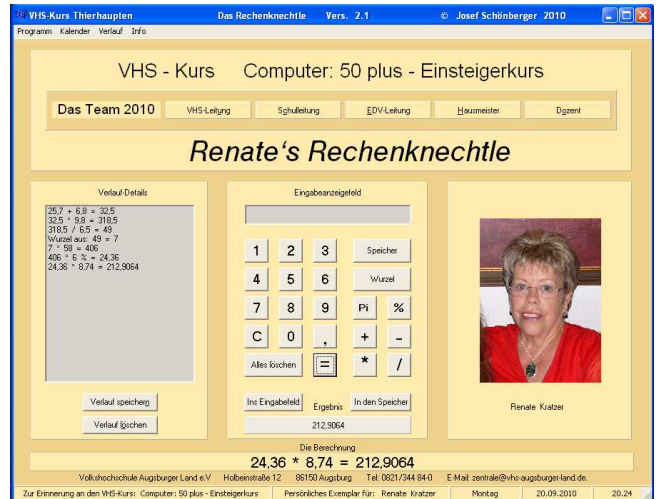 VHS-Kurs Thierhaupten Das Rechenknechtle Vers. 2.1 © Josef Schönberger 2010
Programm Kalender Verlauf Info
VHS - Kurs Computer: 50 plus - Einsteigerkurs
Das Team 2010 VHS-Leitung Schulleitung EDV-Leitung Hausmeister Dozent
Renate's Rechenknechtle
Verlauf-Details
25,7 + 6,8 = 32,5
32,5 * 9,8 = 318,5
318,5 / 6,5 = 49
Wurzel aus: 49 = 7
7 * 58 = 406
406 * 6 % = 24,36
24,36 * 8,74 = 212,9064
Verlauf speichern
Verlauf löschen
Eingabeanzeigefeld
1 2 3 Speicher
4 5 6 Wurzel
7 8 9 Pi %
C 0 , + -
Alles löschen = * /
Ins Eingabefeld Ergebnis In den Speicher
212,9064
Renate Kratzer
Die Berechnung
24,36 * 8,74 = 212,9064
Volkshochschule Augsburger Land e.V Holbeinstraße 12 86150 Augsburg Tel: 0821/344 84-0 E-Mail: zentrale@vhs-augsburger-land.de.
Zur Erinnerung an den VHS-Kurs: Computer: 50 plus - Einsteigerkurs Persönliches Exemplar für: Renate Kratzer Montag 20.09.2010 20.24